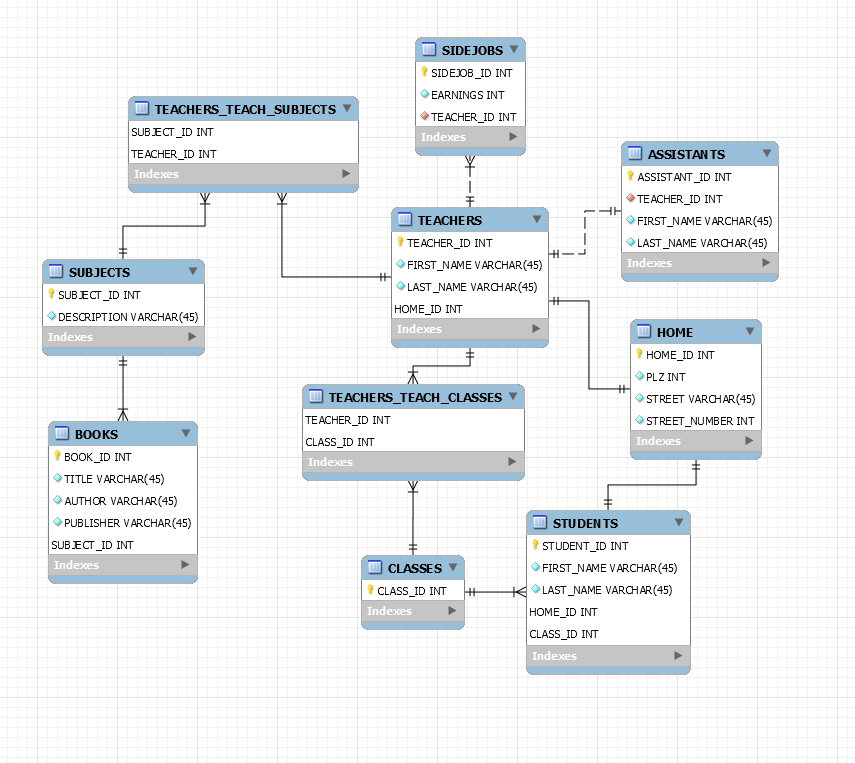 SIDEJOBS
SIDEJOB_ID INT
EARNINGS INT
TEACHER_ID INT
Indexes
TEACHERS_TEACH_SUBJECTS
SUBJECT_ID INT
TEACHER_ID INT
Indexes
ASSISTANTS
ASSISTANT_ID INT
TEACHER_ID INT
FIRST_NAME VARCHAR(45)
LAST_NAME VARCHAR(45)
Indexes
TEACHERS
TEACHER_ID INT
FIRST_NAME VARCHAR(45)
LAST_NAME VARCHAR(45)
HOME_ID INT
Indexes
SUBJECTS
SUBJECT_ID INT
DESCRIPTION VARCHAR(45)
Indexes
HOME
HOME_ID INT
PLZ INT
STREET VARCHAR(45)
STREET_NUMBER INT
Indexes
TEACHERS_TEACH_CLASSES
TEACHER_ID INT
CLASS_ID INT
Indexes
BOOKS
BOOK_ID INT
TITLE VARCHAR(45)
AUTHOR VARCHAR(45)
PUBLISHER VARCHAR(45)
SUBJECT_ID INT
Indexes
STUDENTS
STUDENT_ID INT
FIRST_NAME VARCHAR(45)
LAST_NAME VARCHAR(45)
HOME_ID INT
CLASS_ID INT
Indexes
CLASSES
CLASS_ID INT
Indexes